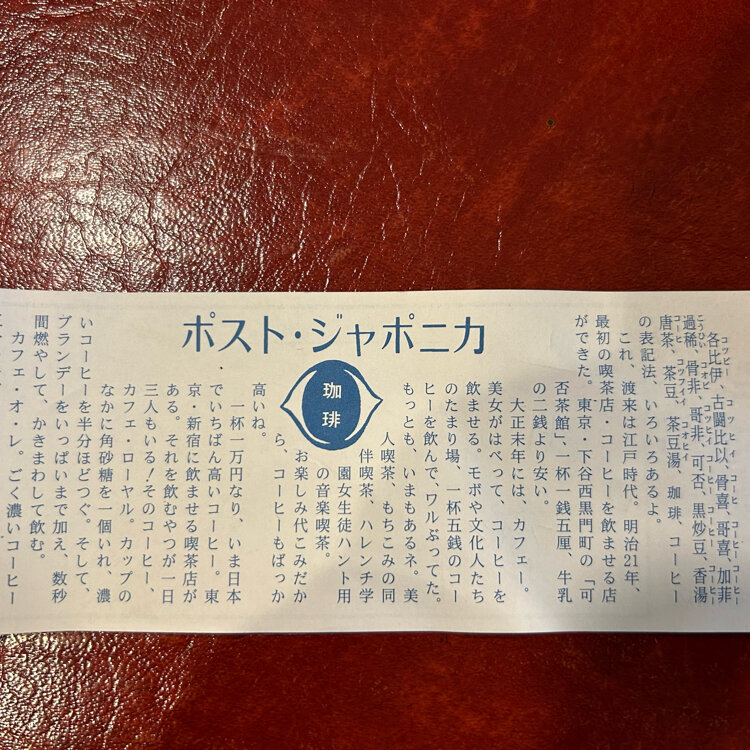 ポスト・ジャポニカ
珈琲
各比伊、古闘比以、骨喜、哥喜、加菲
過稀、骨非、哥非、可否、黒炒豆、香湯
唐茶、茶豆、茶豆湯、珈琲、コーヒー
の表記法、いろいろあるよ。
これ、渡来は江戸時代。明治21年、
最初の喫茶店・コーヒーを飲ませる店
ができた。東京・下谷西黒門町の「可
否茶館」、一杯一銭五厘、牛乳
の二銭より安い。
大正末年には、カフェー。
美女がはべって、コーヒーを
飲ませる。モボや文化人たち
のたまり場、一杯五銭のコー
ヒーを飲んで、ワルぶってた。
もっとも、いまもあるネ。美
人喫茶、もちこみの同
伴喫茶、ハレンチ学
園女生徒ハント用
の音楽喫茶。
お楽しみ代こみだか
ら、コーヒーもばっか
高いね。
一杯一万円なり、いま日本
でいちばん高いコーヒー。東
京・新宿に飲ませる喫茶店が
ある。それを飲むやつが一日
三人もいる!そのコーヒー、
カフェ・ローヤル。カップの
なかに角砂糖を一個いれ、濃
いコーヒーを半分ほどつぐ。そして、
ブランデーをいっぱいまで加え、数秒
間燃やして、かきまわして飲む。
カフェ・オ・レ。ごく濃いコーヒー